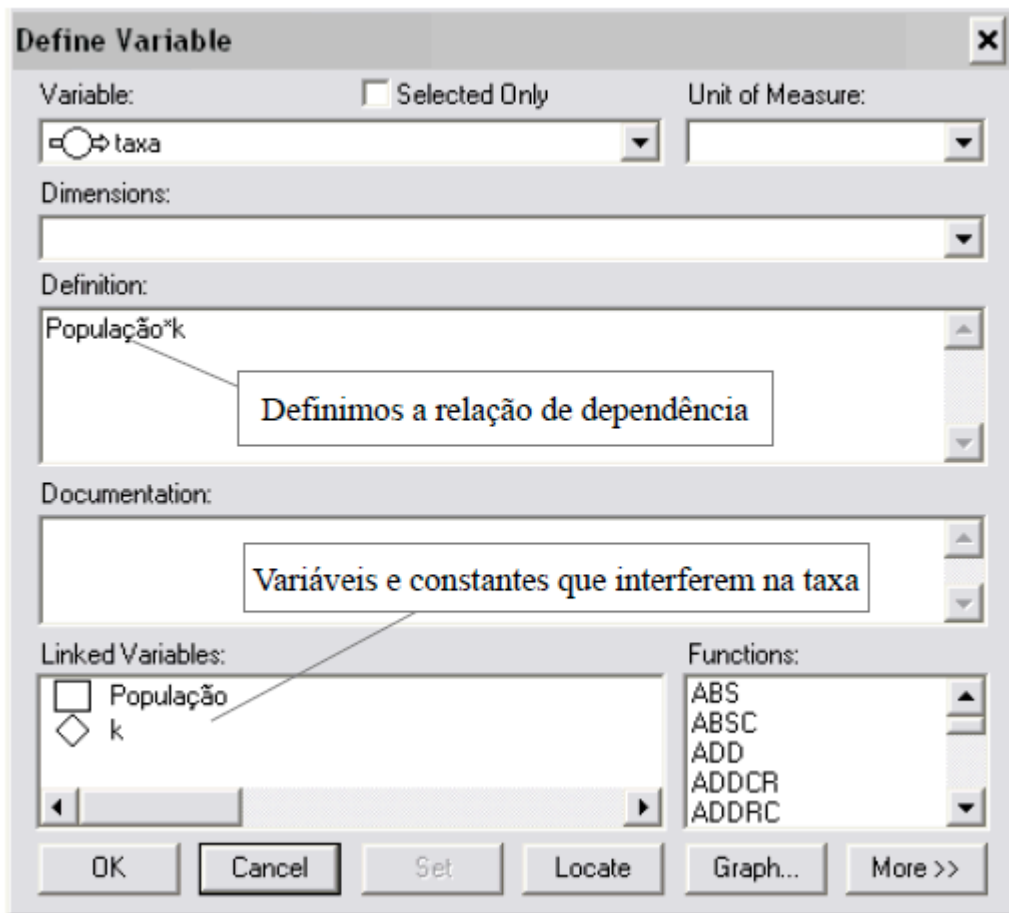 Define Variable
Variable:
Selected Only
Unit of Measure:
taxa
Dimensions:
Definition:
População*k
Definimos a relação de dependência
Documentation:
Variáveis e constantes que interferem na taxa
Linked Variables:
Functions:
População
k
ABS
ABSC
ADD
ADDCR
ADDRC
OK
Cancel
Set
Locate
Graph...
More >>